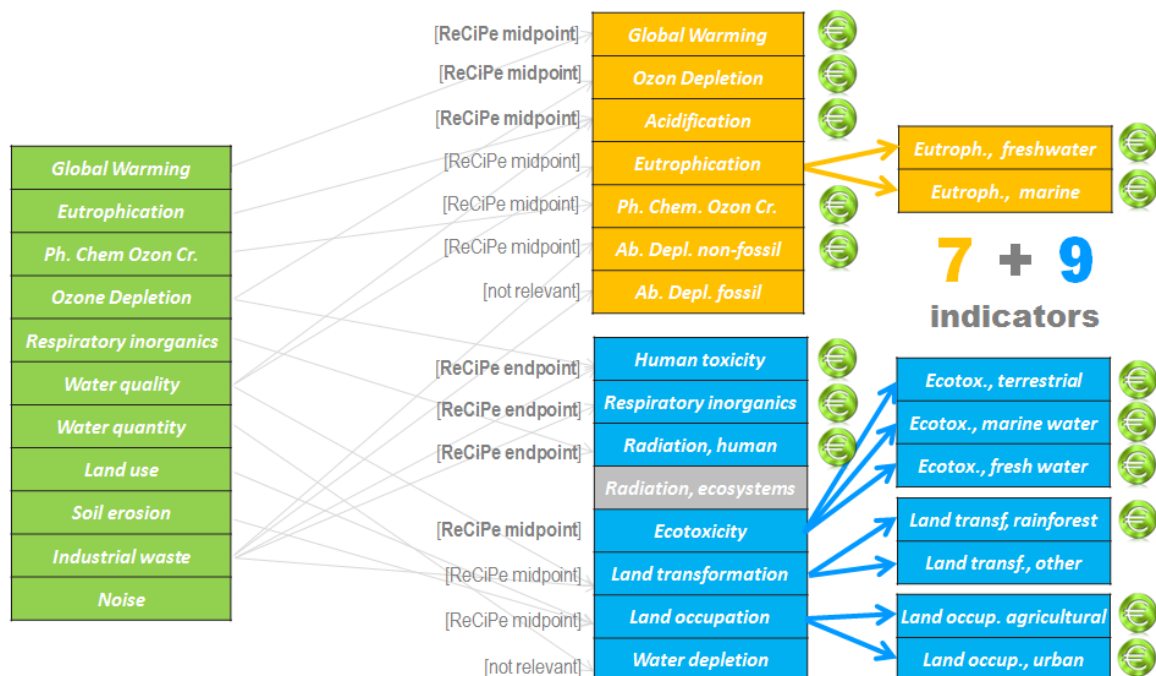 Global Warming
Eutrophication
Ph. Chem Ozon Cr.
Ozone Depletion
Respiratory inorganics
Water quality
Water quantity
Land use
Soil erosion
Industrial waste
Noise
[ReCiPe midpoint]
[ReCiPe midpoint]
[ReCiPe midpoint]
[ReCiPe midpoint]
[ReCiPe midpoint]
[ReCiPe midpoint]
[not relevant]
[ReCiPe endpoint]
[ReCiPe endpoint]
[ReCiPe endpoint]
[ReCiPe midpoint]
[ReCiPe midpoint]
[ReCiPe midpoint]
[not relevant]
Global Warming €
Ozon Depletion €
Acidification €
Eutrophication
Ph. Chem. Ozon Cr. €
Ab. Depl. non-fossil €
Ab. Depl. fossil
Human toxicity €
Respiratory inorganics €
Radiation, human €
Radiation, ecosystems
Ecotoxicity
Land transformation
Land occupation
Water depletion
Eutroph., freshwater €
Eutroph., marine €
7 + 9
indicators
Ecotox., terrestrial €
Ecotox., marine water €
Ecotox., fresh water €
Land transf, rainforest €
Land transf., other
Land occup. agricultural €
Land occup., urban €